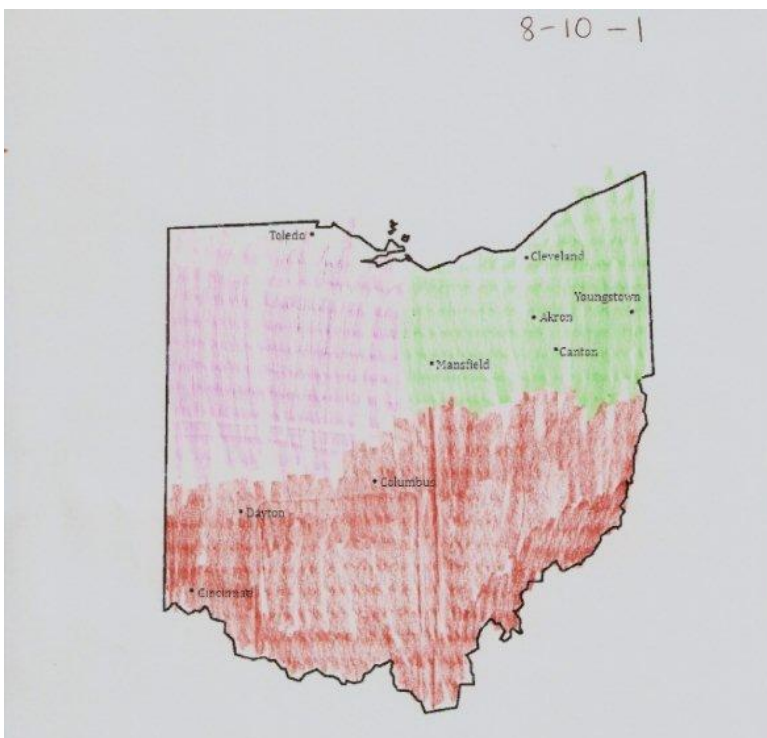 8-10-1
Toledo
Cleveland
Youngstown
Akron
Canton
Mansfield
Columbus
Dayton
Cincinnati